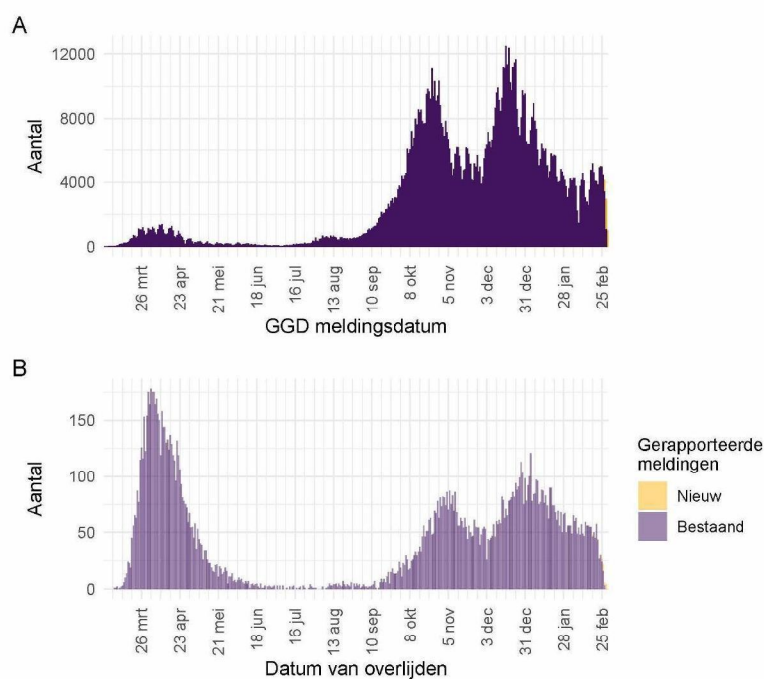 A
12000
8000
4000
0
Aantal
26 mrt
23 apr
21 mei
18 jun
16 jul
13 aug
10 sep
8 okt
5 nov
3 dec
31 dec
28 jan
25 feb
GGD meldingsdatum
B
150
100
50
0
Aantal
26 mrt
23 apr
21 mei
18 jun
16 jul
13 aug
10 sep
8 okt
5 nov
3 dec
31 dec
28 jan
25 feb
Datum van overlijden
Gerapporteerde
meldingen
Nieuw
Bestaand